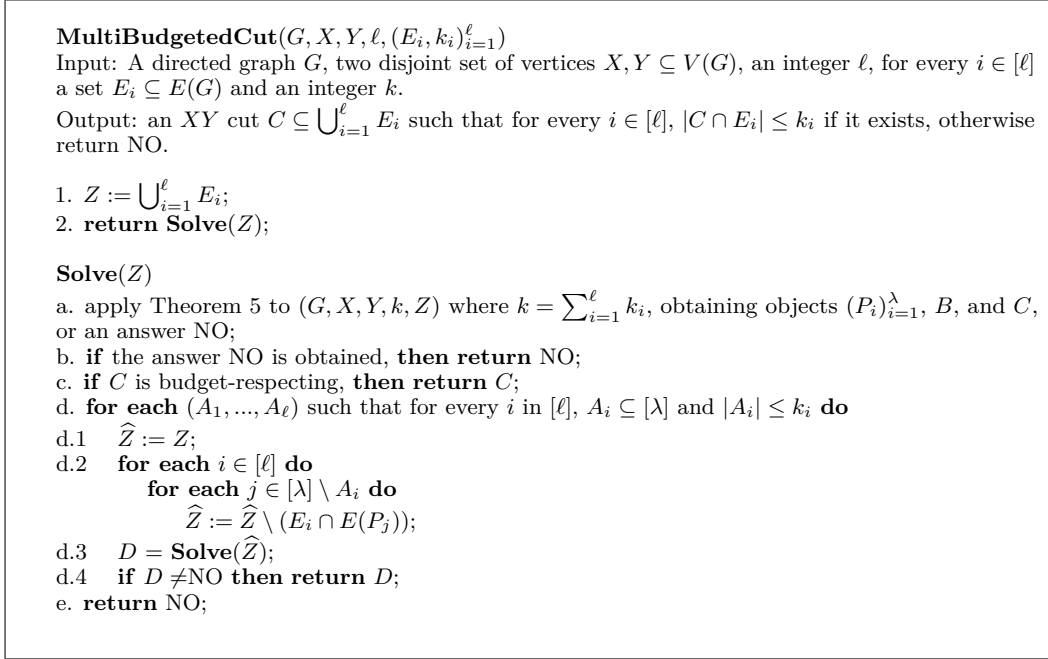 MultiBudgetedCut(G, X, Y, ℓ, (E_i, k_i)_{i=1}^ℓ)
Input: A directed graph G, two disjoint set of vertices X, Y ⊆ V(G), an integer ℓ, for every i ∈ [ℓ]
a set E_i ⊆ E(G) and an integer k.
Output: an XY cut C ⊆ ⋃_{i=1}^ℓ E_i such that for every i ∈ [ℓ], |C ∩ E_i| ≤ k_i if it exists, otherwise
return NO.
1. Z := ⋃_{i=1}^ℓ E_i;
2. return Solve(Z);
Solve(Z)
a. apply Theorem 5 to (G, X, Y, k, Z) where k = ∑_{i=1}^ℓ k_i, obtaining objects (P_i)_{i=1}^λ, B, and C,
or an answer NO;
b. if the answer NO is obtained, then return NO;
c. if C is budget-respecting, then return C;
d. for each (A_1, ..., A_ℓ) such that for every i in [ℓ], A_i ⊆ [λ] and |A_i| ≤ k_i do
d.1 Ẑ := Z;
d.2 for each i ∈ [ℓ] do
for each j ∈ [λ] \ A_i do
Ẑ := Ẑ \ (E_i ∩ E(P_j));
d.3 D = Solve(Ẑ);
d.4 if D ≠NO then return D;
e. return NO;